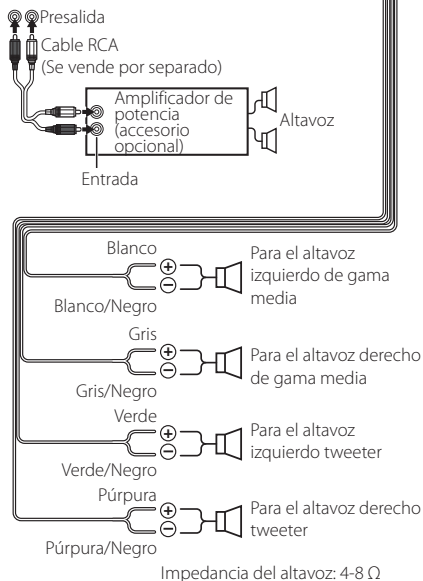 Presalida
Cable RCA
(Se vende por separado)
Amplificador de
potencia
(accesorio
opcional)
Altavoz
Entrada
Blanco
Blanco/Negro
Para el altavoz
izquierdo de gama
media
Gris
Gris/Negro
Para el altavoz derecho
de gama media
Verde
Verde/Negro
Para el altavoz
izquierdo tweeter
Púrpura
Púrpura/Negro
Para el altavoz derecho
tweeter
Impedancia del altavoz: 4-8 Ω